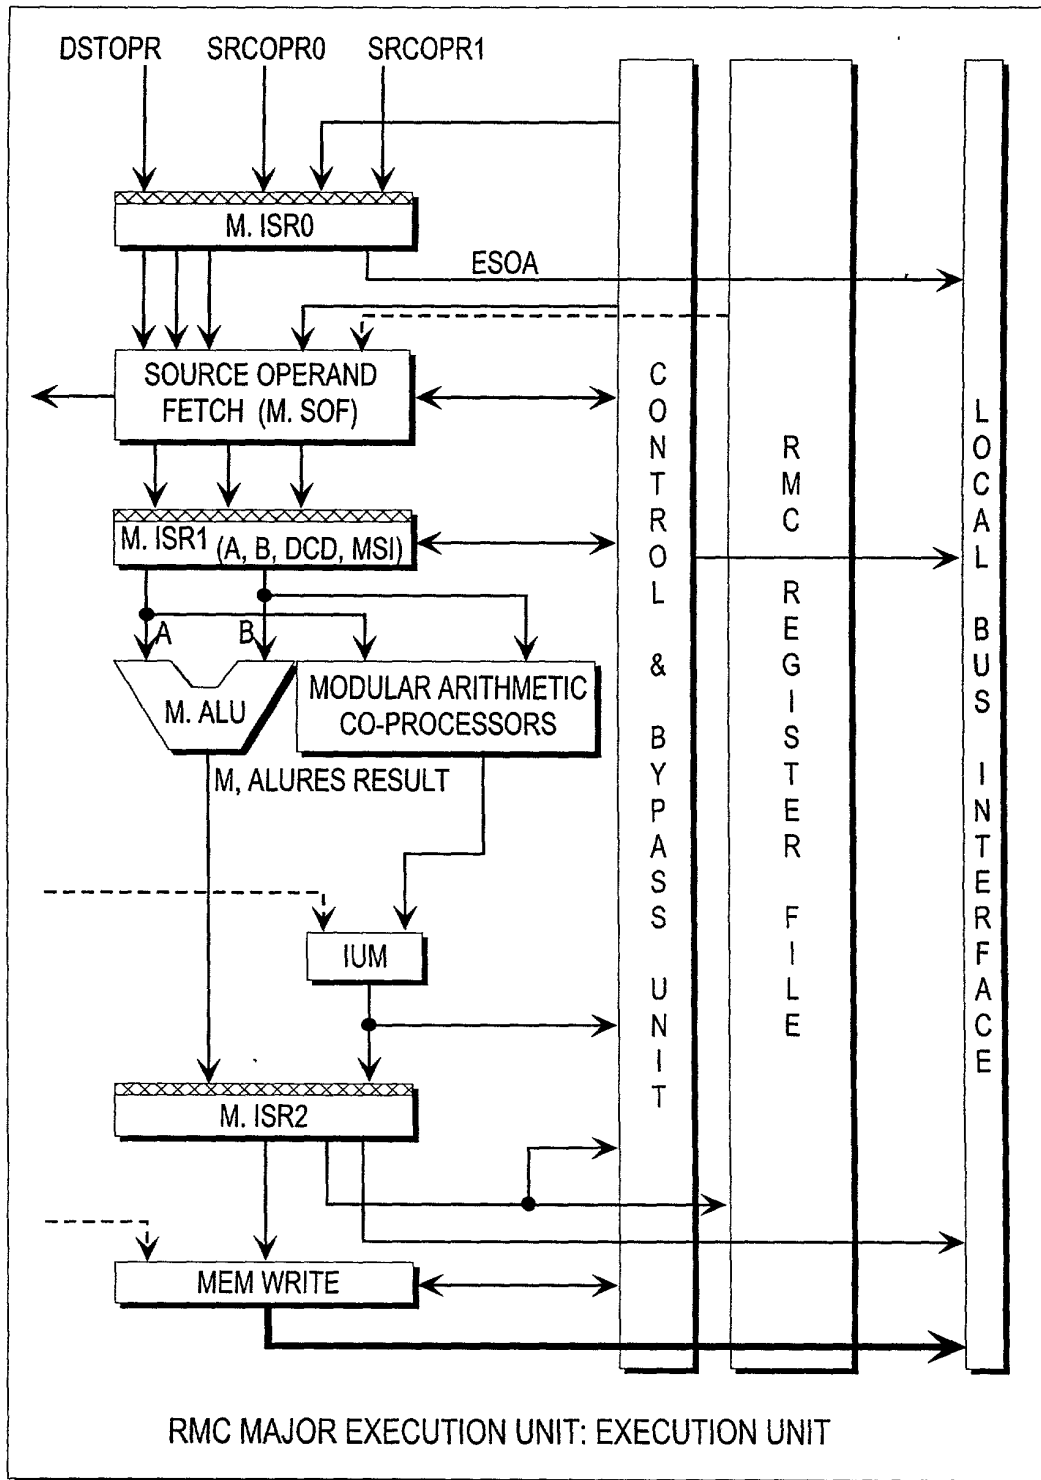 DSTOPR SRCOPR0 SRCOPR1
M. ISR0
ESOA
SOURCE OPERAND
FETCH (M. SOF)
M. ISR1 (A, B, DCD, MSI)
A B
M. ALU
MODULAR ARITHMETIC
CO-PROCESSORS
M, ALURES RESULT
IUM
M. ISR2
MEM WRITE
CONTROL & BYPASS UNIT
RMC REGISTER FILE
LOCAL BUS INTERFACE
RMC MAJOR EXECUTION UNIT: EXECUTION UNIT